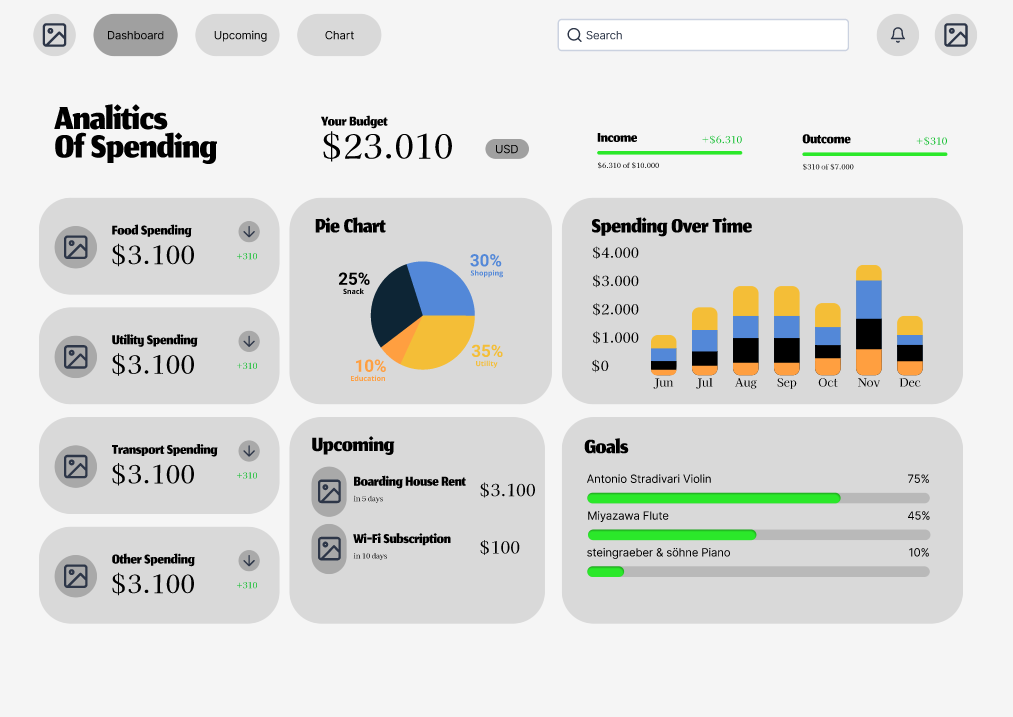 Dashboard
Upcoming
Chart
Search
Analitics
Of Spending
Your Budget
$23.010
USD
Income
+$6.310
$6.310 of $10.000
Outcome
+$310
$310 of $7.000
Food Spending
$3.100
+310
Utility Spending
$3.100
+310
Transport Spending
$3.100
+310
Other Spending
$3.100
+310
Pie Chart
30%
Shopping
25%
Snack
35%
Utility
10%
Education
Spending Over Time
$4.000
$3.000
$2.000
$1.000
$0
Jun Jul Aug Sep Oct Nov Dec
Upcoming
Boarding House Rent
in 5 days
$3.100
Wi-Fi Subscription
in 10 days
$100
Goals
Antonio Stradivari Violin 75%
Miyazawa Flute 45%
steingraeber & söhne Piano 10%